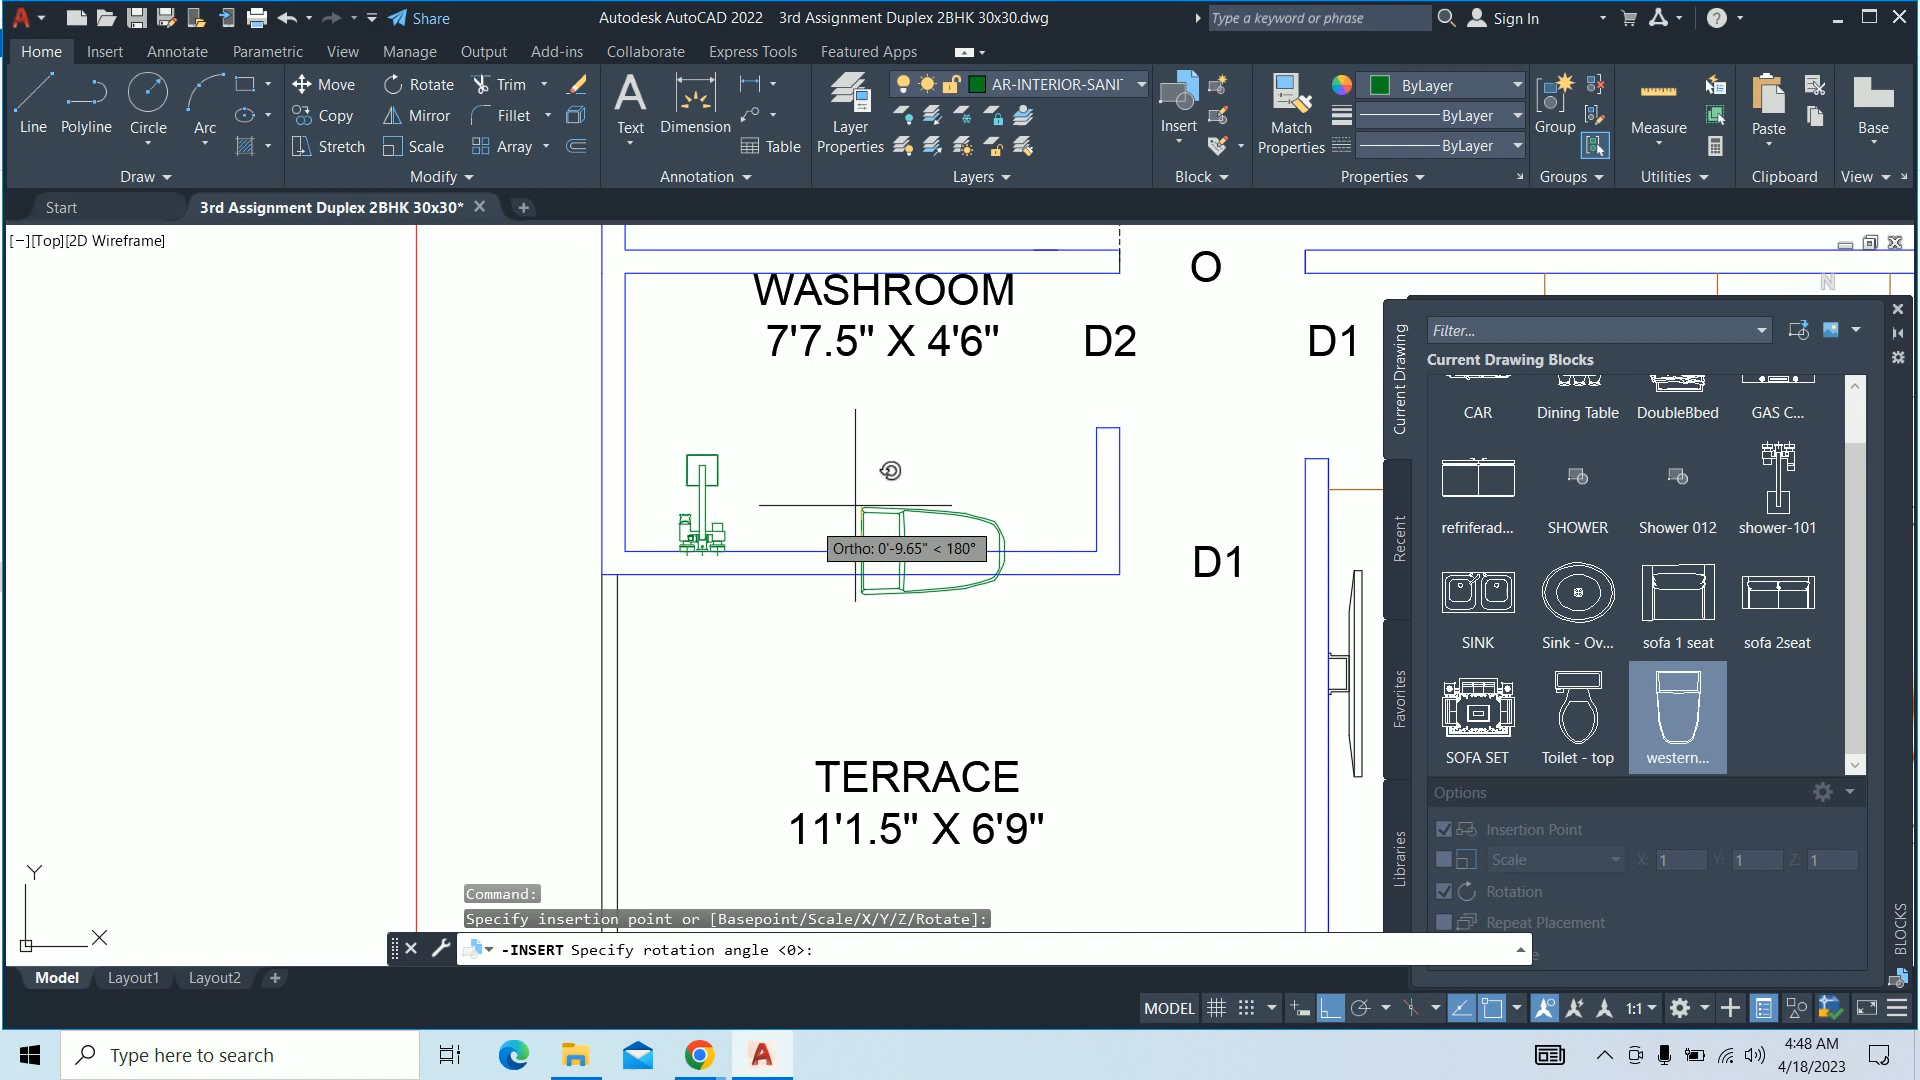 Share
Autodesk AutoCAD 2022   3rd Assignment Duplex 2BHK 30x30.dwg
Type a keyword or phrase
Sign In
Home Insert Annotate Parametric View Manage Output Add-ins Collaborate Express Tools Featured Apps
Line Polyline Circle Arc
Move Rotate Trim
Copy Mirror Fillet
Stretch Scale Array
Text Dimension Table
Layer Properties
AR-INTERIOR-SANI
Insert
Match Properties
ByLayer
ByLayer
ByLayer
Group Measure Paste Base
Draw Modify Annotation Layers Block Properties Groups Utilities Clipboard View
Start
3rd Assignment Duplex 2BHK 30x30*
[−][Top][2D Wireframe]
O
WASHROOM
7'7.5" X 4'6"
D2
D1
N
Ortho: 0'-9.65" < 180°
D1
TERRACE
11'1.5" X 6'9"
Y
X
Current Drawing
Recent
Favorites
Libraries
Filter...
Current Drawing Blocks
CAR Dining Table DoubleBbed GAS C...
refriferad... SHOWER Shower 012 shower-101
SINK Sink - Ov... sofa 1 seat sofa 2seat
SOFA SET Toilet - top western...
Options
Insertion Point
Scale X: 1 Y: 1 Z: 1
Rotation
Repeat Placement
BLOCKS
Command:
Specify insertion point or [Basepoint/Scale/X/Y/Z/Rotate]:
-INSERT Specify rotation angle <0>:
Model Layout1 Layout2
MODEL
1:1
Type here to search
4:48 AM
4/18/2023